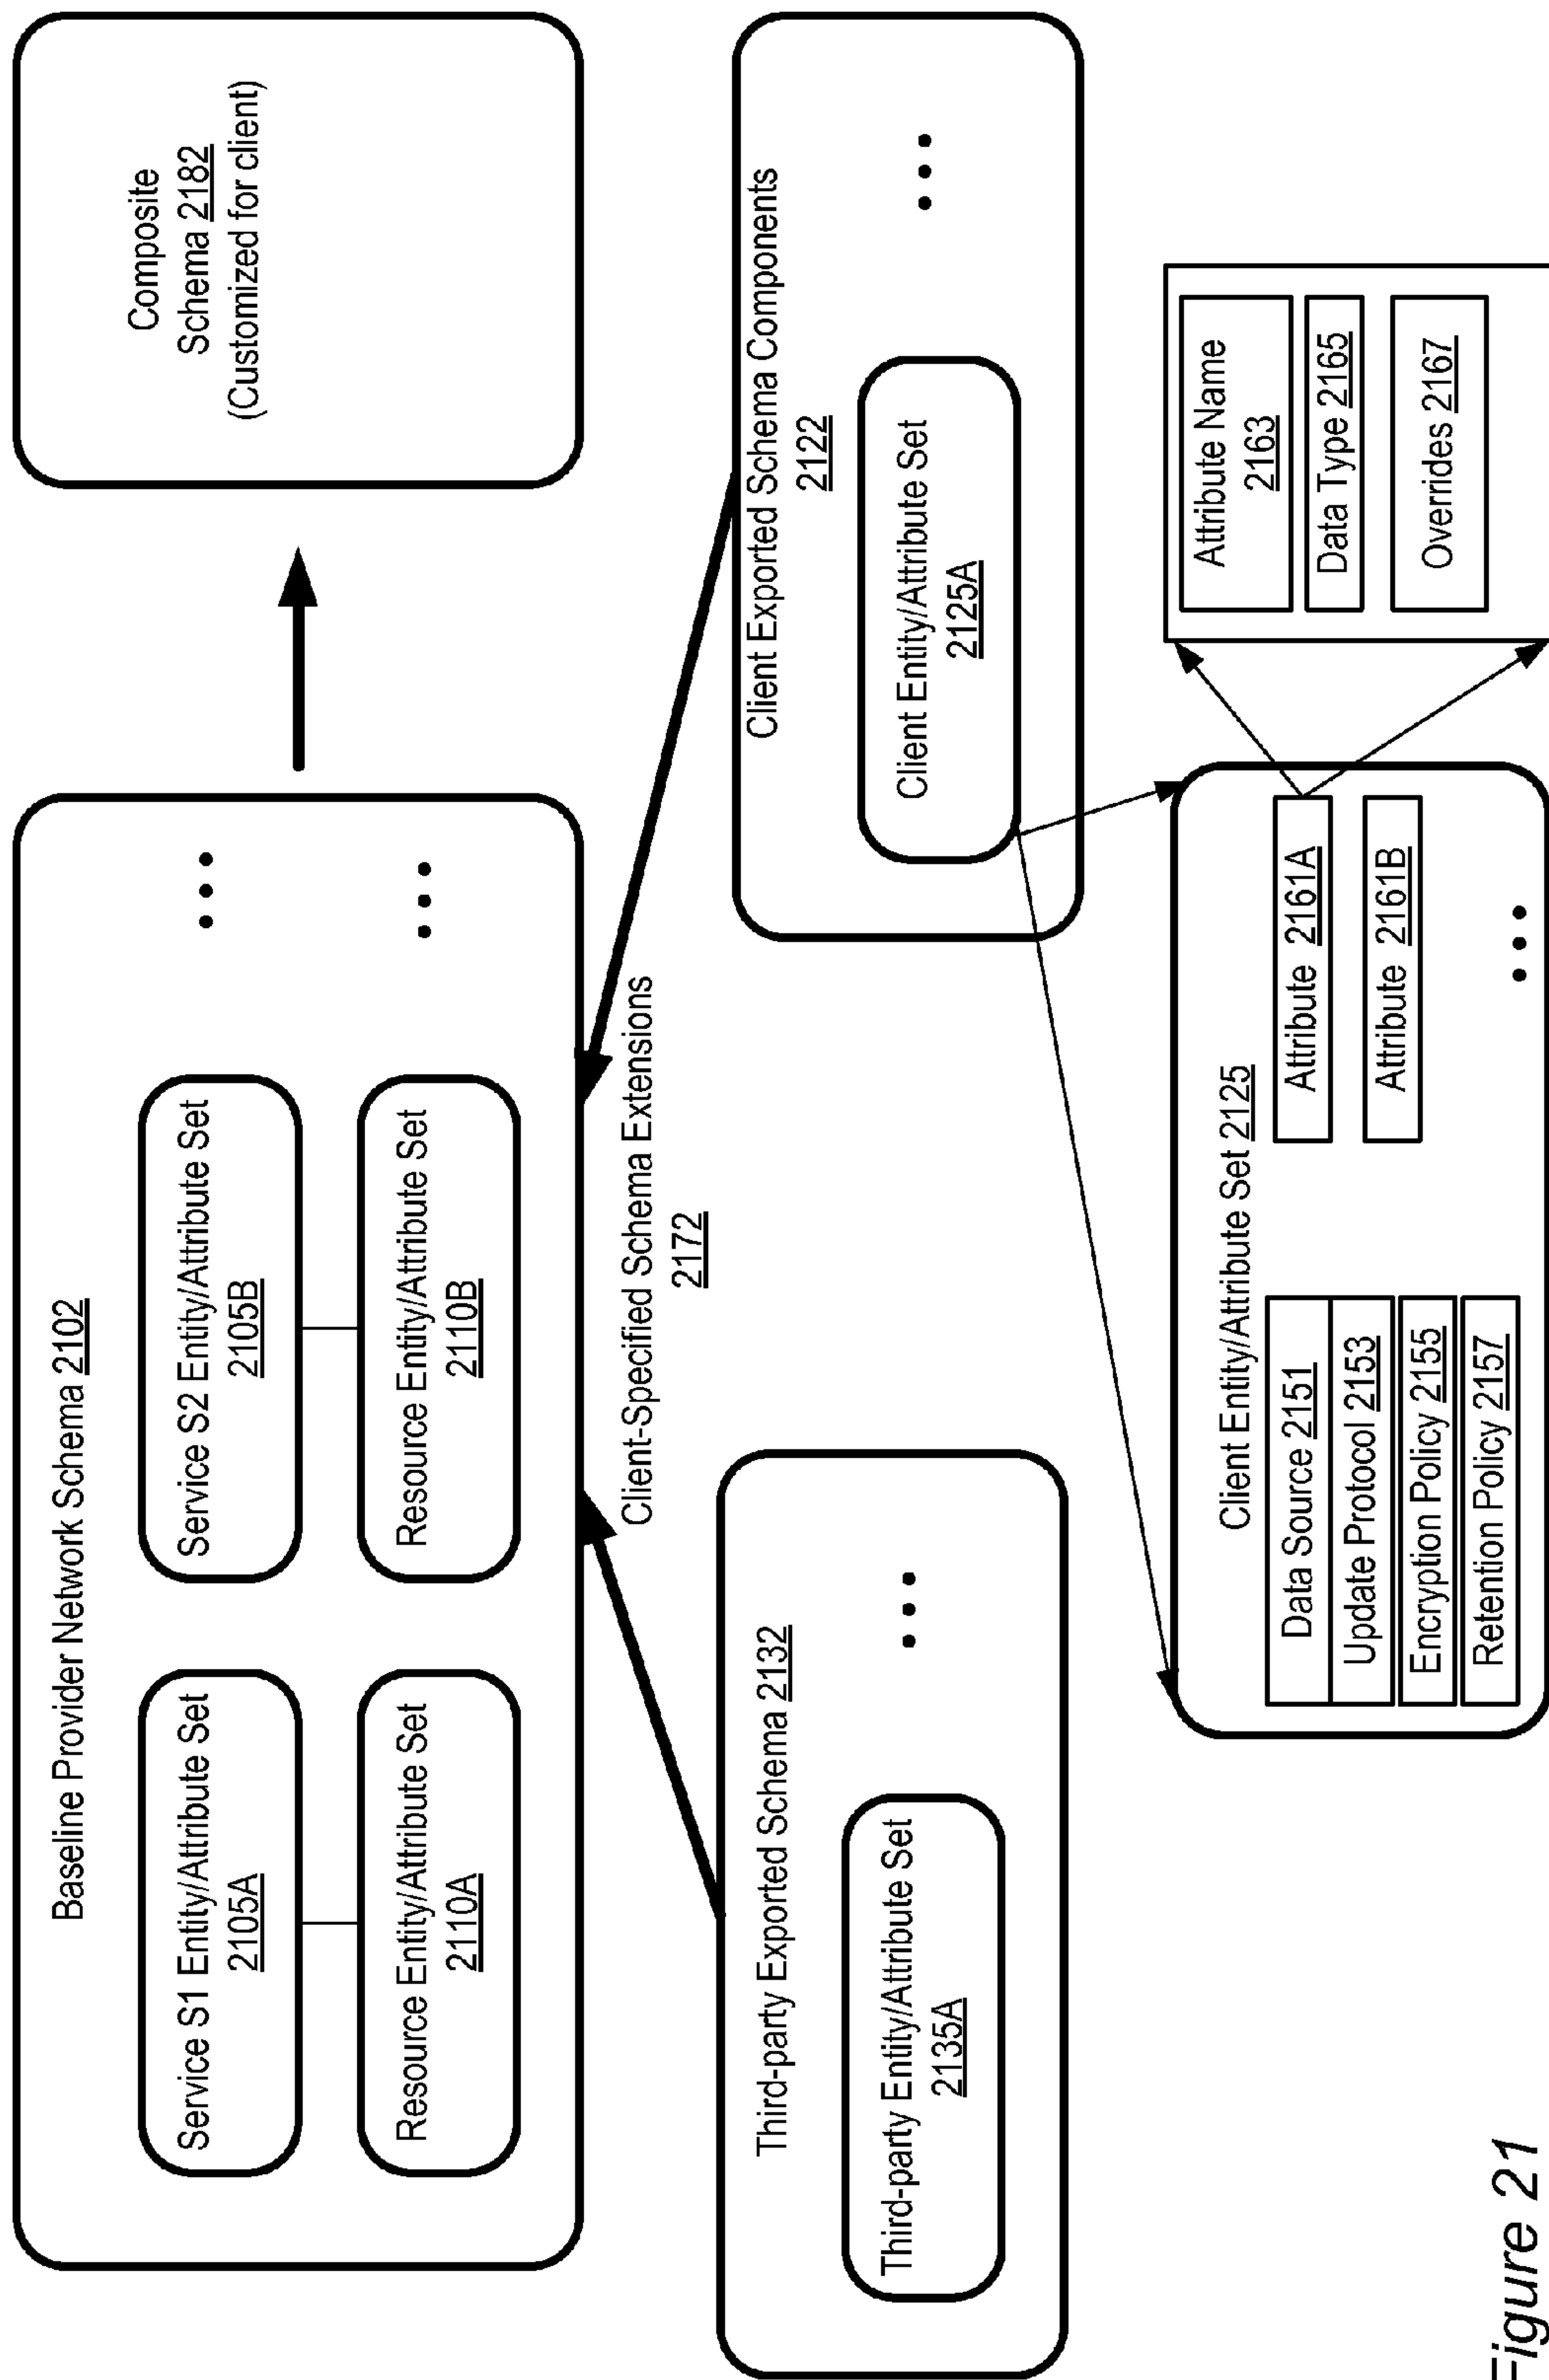 Baseline Provider Network Schema 2102
Service S1 Entity/Attribute Set
2105A
Resource Entity/Attribute Set
2110A
Service S2 Entity/Attribute Set
2105B
Resource Entity/Attribute Set
2110B
Composite
Schema 2182
(Customized for client)
Client-Specified Schema Extensions
2172
Third-party Exported Schema 2132
Third-party Entity/Attribute Set
2135A
Client Exported Schema Components
2122
Client Entity/Attribute Set
2125A
Client Entity/Attribute Set 2125
Data Source 2151
Update Protocol 2153
Encryption Policy 2155
Retention Policy 2157
Attribute 2161A
Attribute 2161B
Attribute Name
2163
Data Type 2165
Overrides 2167
Figure 21